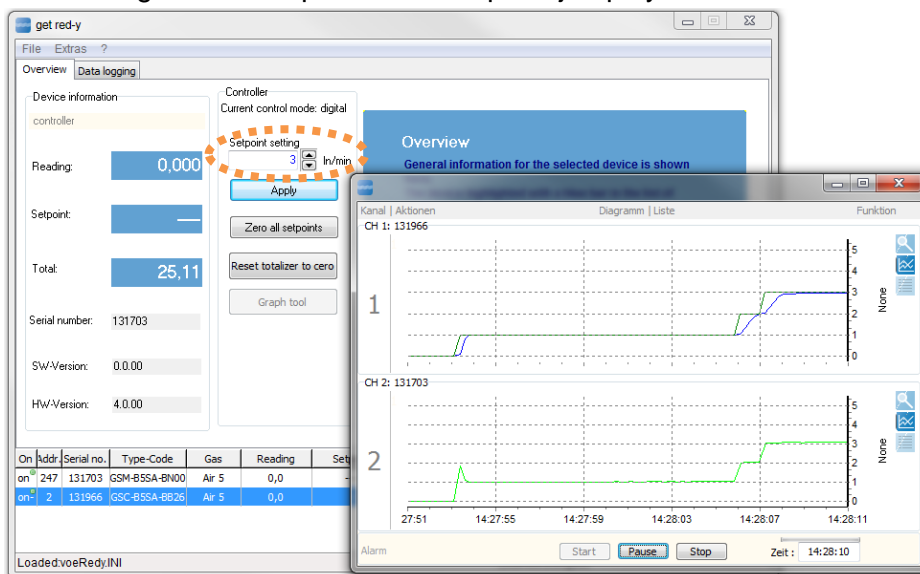 get red-y
File Extras ?
Overview Data logging
Device information
controller
Reading: 0,000
Setpoint: —
Total: 25,11
Serial number: 131703
SW-Version: 0.0.00
HW-Version: 4.0.00
Controller
Current control mode: digital
Setpoint setting
3 ln/min
Apply
Zero all setpoints
Reset totalizer to cero
Graph tool
Overview
General information for the selected device is shown
Kanal | Aktionen Diagramm | Liste Funktion
CH 1: 131966
1
5
4
3
2
1
0
None
CH 2: 131703
2
5
4
3
2
1
0
None
27:51 14:27:55 14:27:59 14:28:03 14:28:07 14:28:11
Alarm Start Pause Stop Zeit : 14:28:10
On Addr. Serial no. Type-Code Gas Reading Set
on 247 131703 GSM-B5SA-BN00 Air 5 0,0 -
on- 2 131966 GSC-B5SA-BB26 Air 5 0,0
Loaded:voeRedy.INI